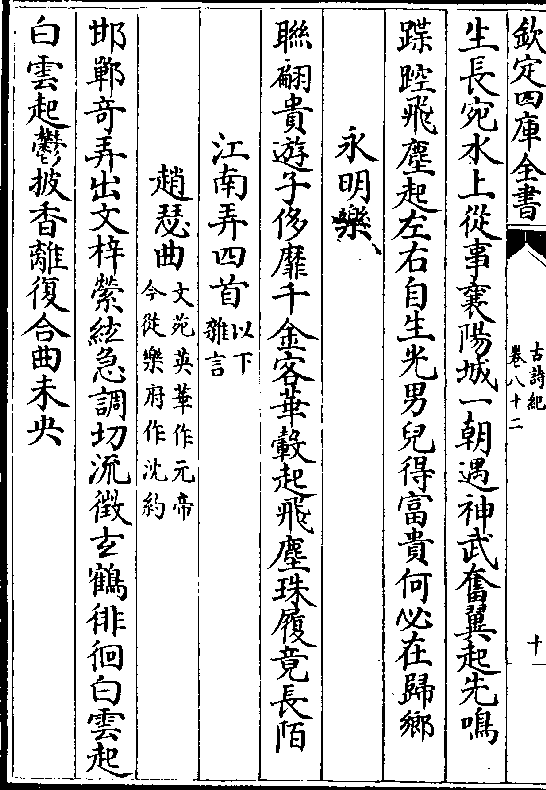 欽定四庫全書
古詩紀
卷八十二
十
生長宛水上從事襄陽城一朝遇神武奮翼起先鳴
蹀鞚飛塵起左右自生光男兒得富貴何必在歸鄉
永明樂
聯翩貴遊子侈靡千金客華轂起飛塵珠履竟長陌
江南弄四首以下
雜言
趙瑟曲文苑英華作元帝
今從樂府作沈約
邯鄲奇弄出文梓縈絃急調切流徵玄鶴徘徊白雲起
白雲起鬱披香離復合曲未央